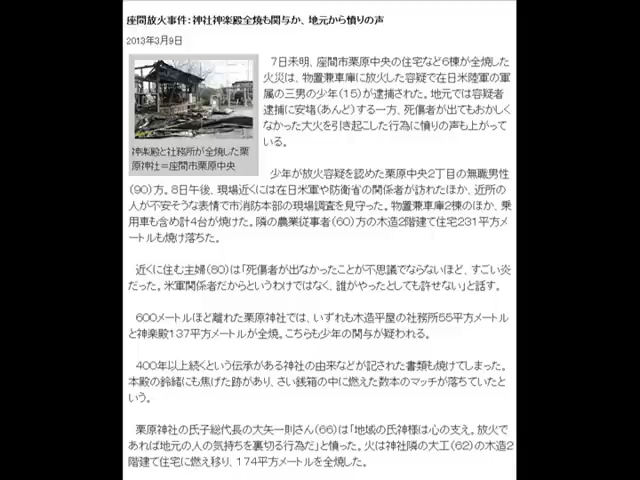 座間放火事件：神社神楽殿全焼も関与か、地元から憤りの声
2013年3月9日
神楽殿と社務所が全焼した栗
原神社＝座間市栗原中央
7日未明、座間市栗原中央の住宅など6棟が全焼した
火災は、物置兼車庫に放火した容疑で在日米陸軍の軍
属の三男の少年（15）が逮捕された。地元では容疑者
逮捕に安堵（あんど）する一方、死傷者が出てもおかしく
なかった大火を引き起こした行為に憤りの声も上がって
いる。
少年が放火容疑を認めた栗原中央2丁目の無職男性
（90）方。8日午後、現場近くには在日米軍や防衛省の関係者が訪れたほか、近所の
人が不安そうな表情で市消防本部の現場調査を見守った。物置兼車庫2棟のほか、乗
用車も含め計4台が焼けた。隣の農業従事者（60）方の木造2階建て住宅231平方メ
ートルも焼け落ちた。
近くに住む主婦（80）は「死傷者が出なかったことが不思議でならないほど、すごい炎
だった。米軍関係者だからというわけではなく、誰がやったとしても許せない」と話す。
600メートルほど離れた栗原神社では、いずれも木造平屋の社務所55平方メートル
と神楽殿137平方メートルが全焼。こちらも少年の関与が疑われる。
400年以上続くという伝承がある神社の由来などが記された書類も焼けてしまった。
本殿の鈴緒にも焦げた跡があり、さい銭箱の中に燃えた数本のマッチが落ちていたと
いう。
栗原神社の氏子総代長の大矢一則さん（66）は「地域の氏神様は心の支え。放火で
あれば地元の人の気持ちを裏切る行為だ」と憤った。火は神社隣の大工（62）の木造2
階建て住宅に燃え移り、174平方メートルを全焼した。